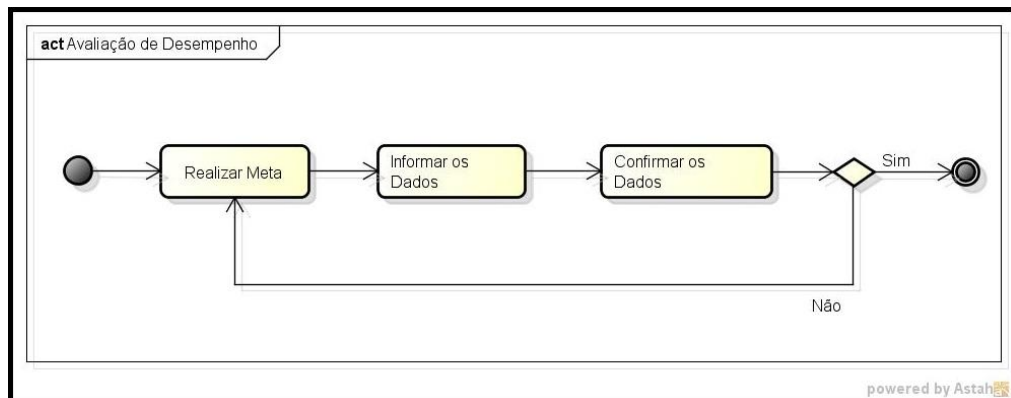 act Avaliação de Desempenho
Realizar Meta
Informar os
Dados
Confirmar os
Dados
Sim
Não
powered by Astah